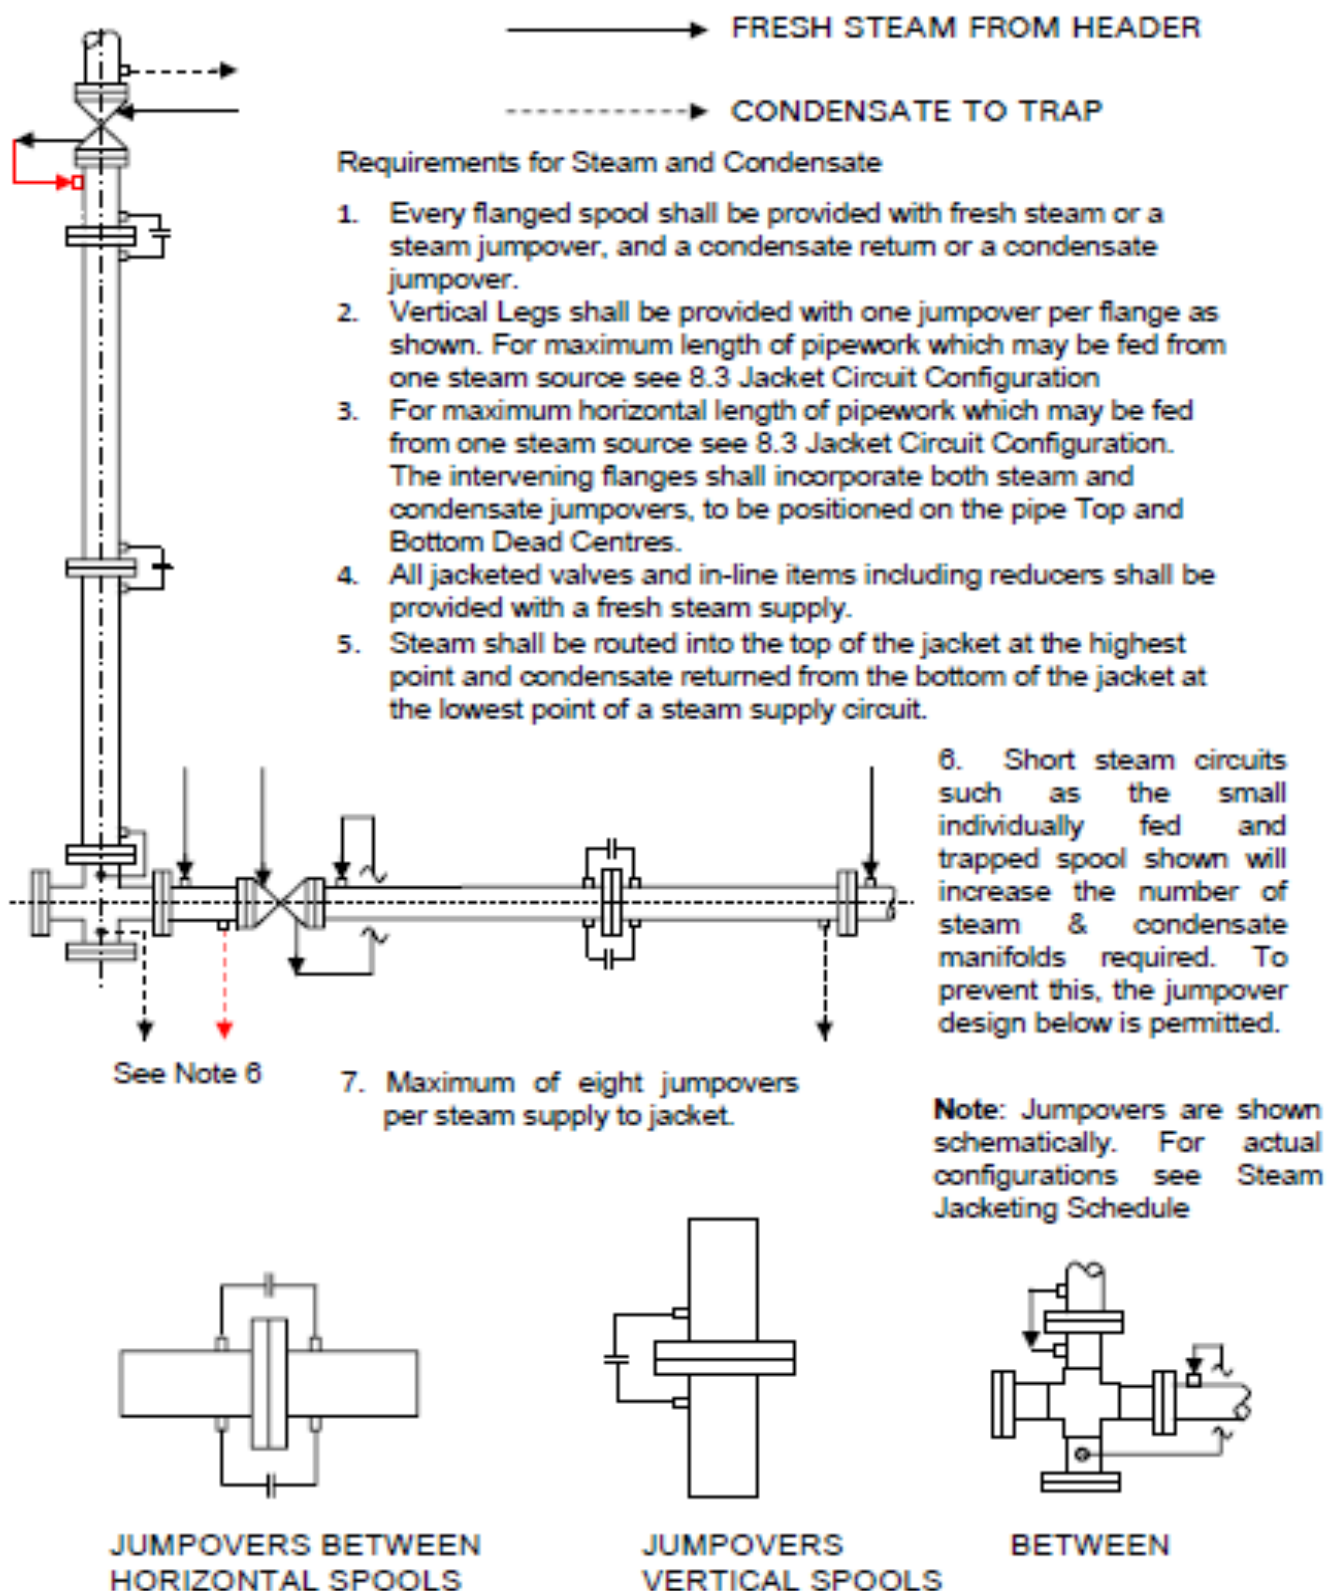 FRESH STEAM FROM HEADER
CONDENSATE TO TRAP
Requirements for Steam and Condensate
1. Every flanged spool shall be provided with fresh steam or a
steam jumpover, and a condensate return or a condensate
jumpover.
2. Vertical Legs shall be provided with one jumpover per flange as
shown. For maximum length of pipework which may be fed from
one steam source see 8.3 Jacket Circuit Configuration
3. For maximum horizontal length of pipework which may be fed
from one steam source see 8.3 Jacket Circuit Configuration.
The intervening flanges shall incorporate both steam and
condensate jumpovers, to be positioned on the pipe Top and
Bottom Dead Centres.
4. All jacketed valves and in-line items including reducers shall be
provided with a fresh steam supply.
5. Steam shall be routed into the top of the jacket at the highest
point and condensate returned from the bottom of the jacket at
the lowest point of a steam supply circuit.
6. Short steam circuits
such as the small
individually fed and
trapped spool shown will
increase the number of
steam & condensate
manifolds required. To
prevent this, the jumpover
design below is permitted.
See Note 6
7. Maximum of eight jumpovers
per steam supply to jacket.
Note: Jumpovers are shown
schematically. For actual
configurations see Steam
Jacketing Schedule
JUMPOVERS BETWEEN
HORIZONTAL SPOOLS
JUMPOVERS
VERTICAL SPOOLS
BETWEEN